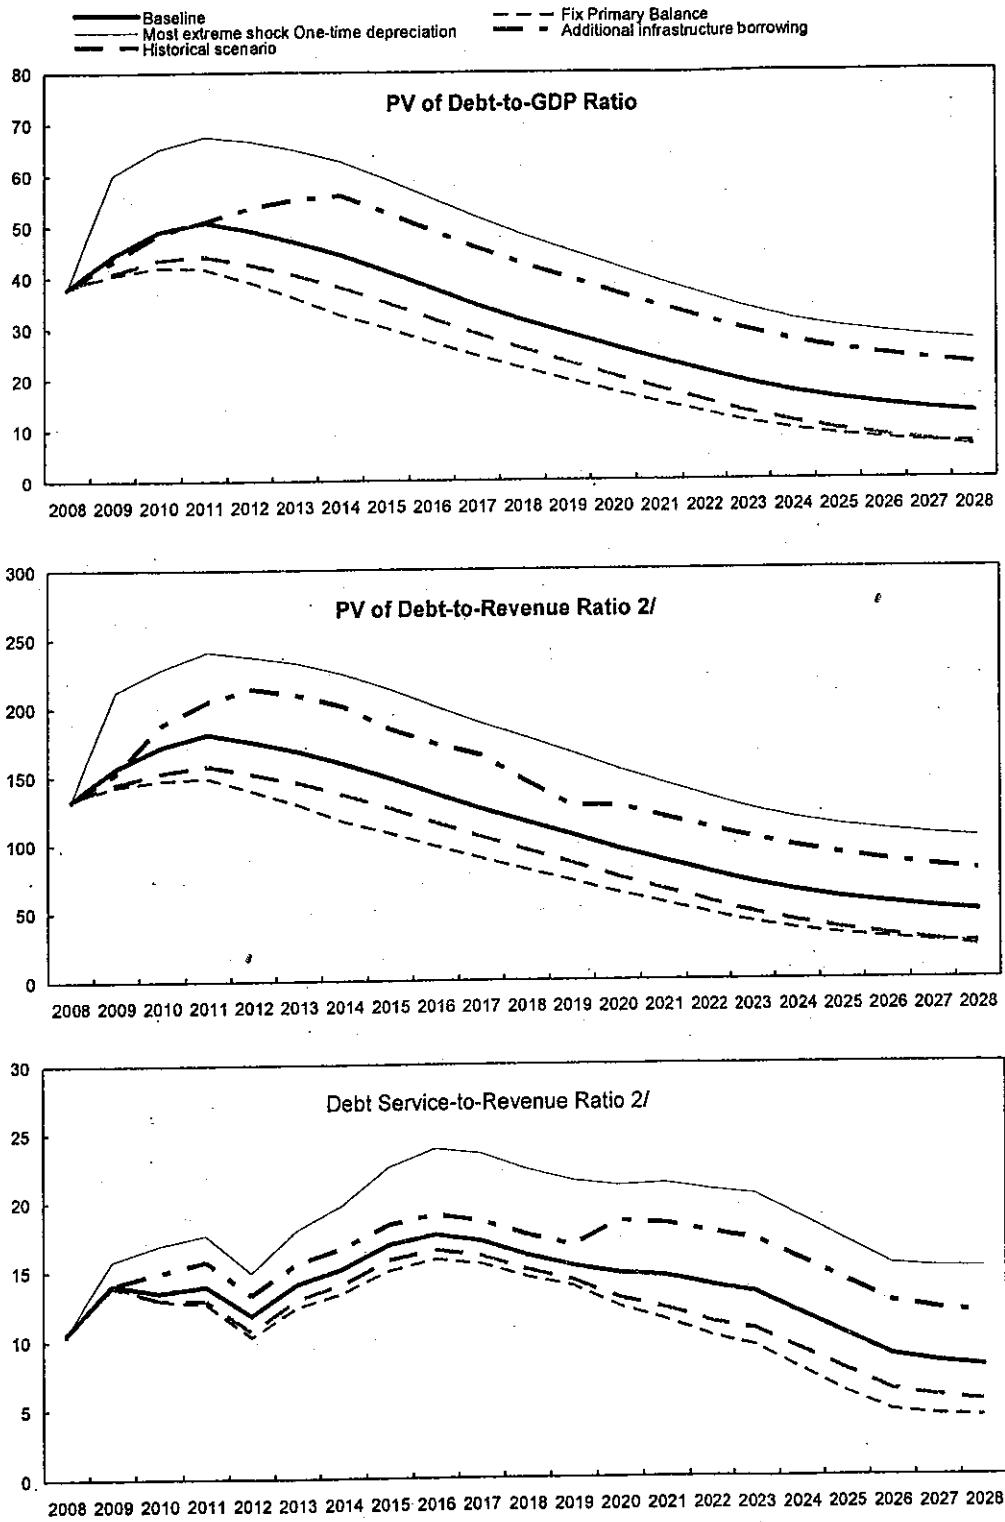 Baseline
Fix Primary Balance
Most extreme shock One-time depreciation
Additional infrastructure borrowing
Historical scenario
PV of Debt-to-GDP Ratio
80
70
60
50
40
30
20
10
0
2008 2009 2010 2011 2012 2013 2014 2015 2016 2017 2018 2019 2020 2021 2022 2023 2024 2025 2026 2027 2028
PV of Debt-to-Revenue Ratio 2/
300
250
200
150
100
50
0
2008 2009 2010 2011 2012 2013 2014 2015 2016 2017 2018 2019 2020 2021 2022 2023 2024 2025 2026 2027 2028
Debt Service-to-Revenue Ratio 2/
30
25
20
15
10
5
0
2008 2009 2010 2011 2012 2013 2014 2015 2016 2017 2018 2019 2020 2021 2022 2023 2024 2025 2026 2027 2028